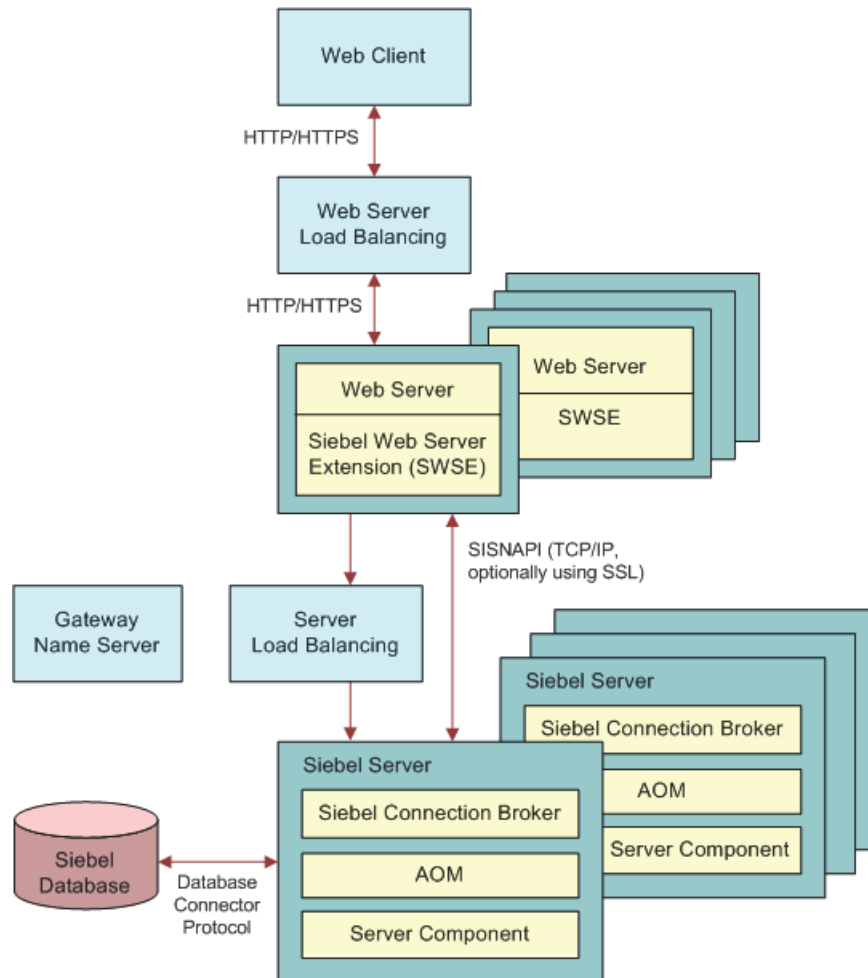 Web Client
HTTP/HTTPS
Web Server
Load Balancing
HTTP/HTTPS
Web Server
Siebel Web Server
Extension (SWSE)
Web Server
SWSE
SISNAPI (TCP/IP,
optionally using SSL)
Gateway
Name Server
Server
Load Balancing
Siebel Server
Siebel Connection Broker
AOM
Server Component
Siebel Server
Siebel Connection Broker
AOM
Server Component
Siebel
Database
Database
Connector
Protocol